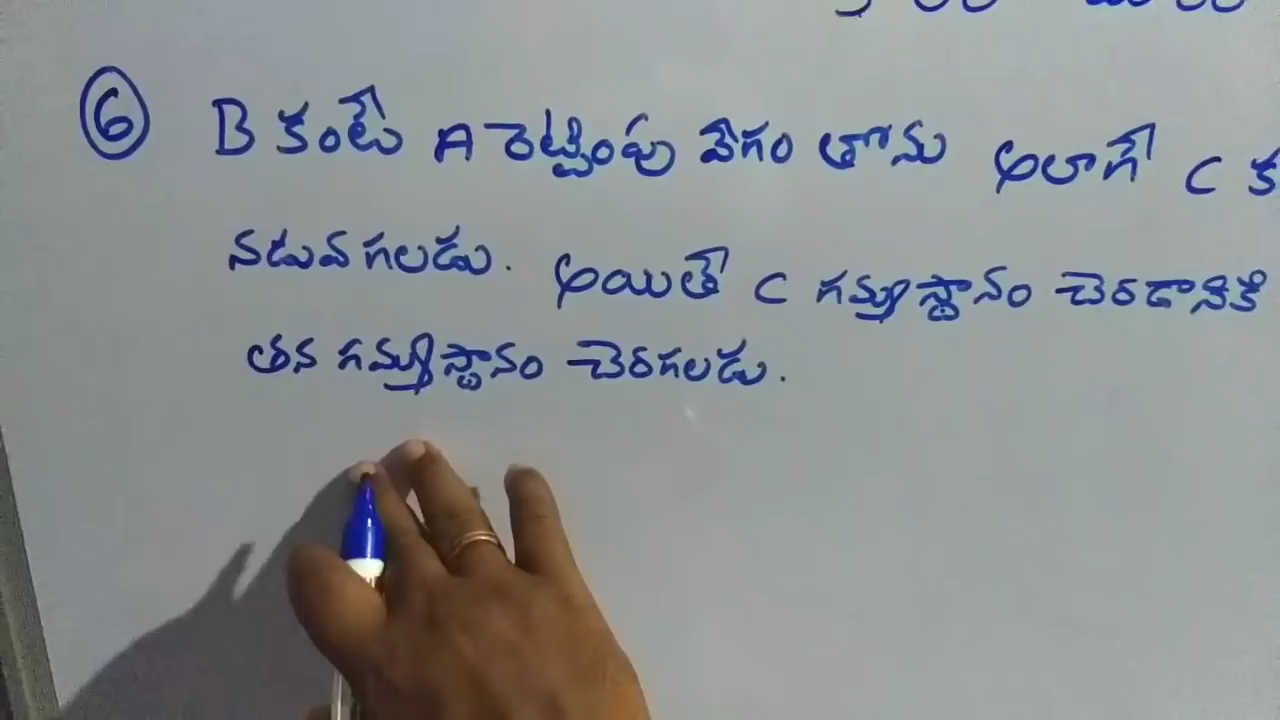 6 B కంటే A రెట్టింపు వేగం తోను అలాగే C క
నడువగలడు. అయితే C గమ్యస్థానం చెరడానికి
తన గమ్యస్థానం చెరగలడు.